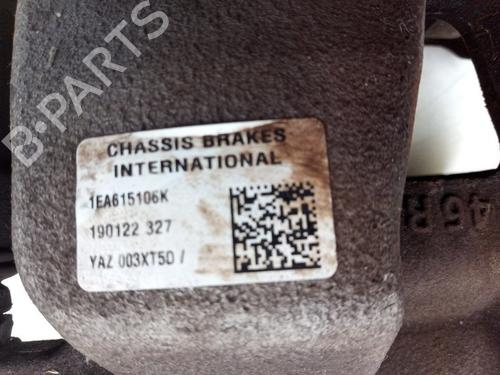 B-PARTS
CHASSIS BRAKES
INTERNATIONAL
1EA615106K
190122 327
YAZ 003XT5D /